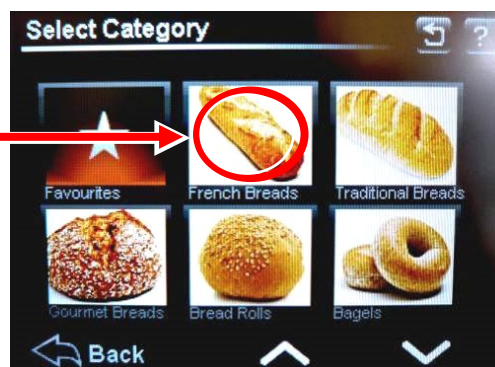 Select Category
?
Favourites French Breads Traditional Breads
Gourmet Breads Bread Rolls Bagels
Back